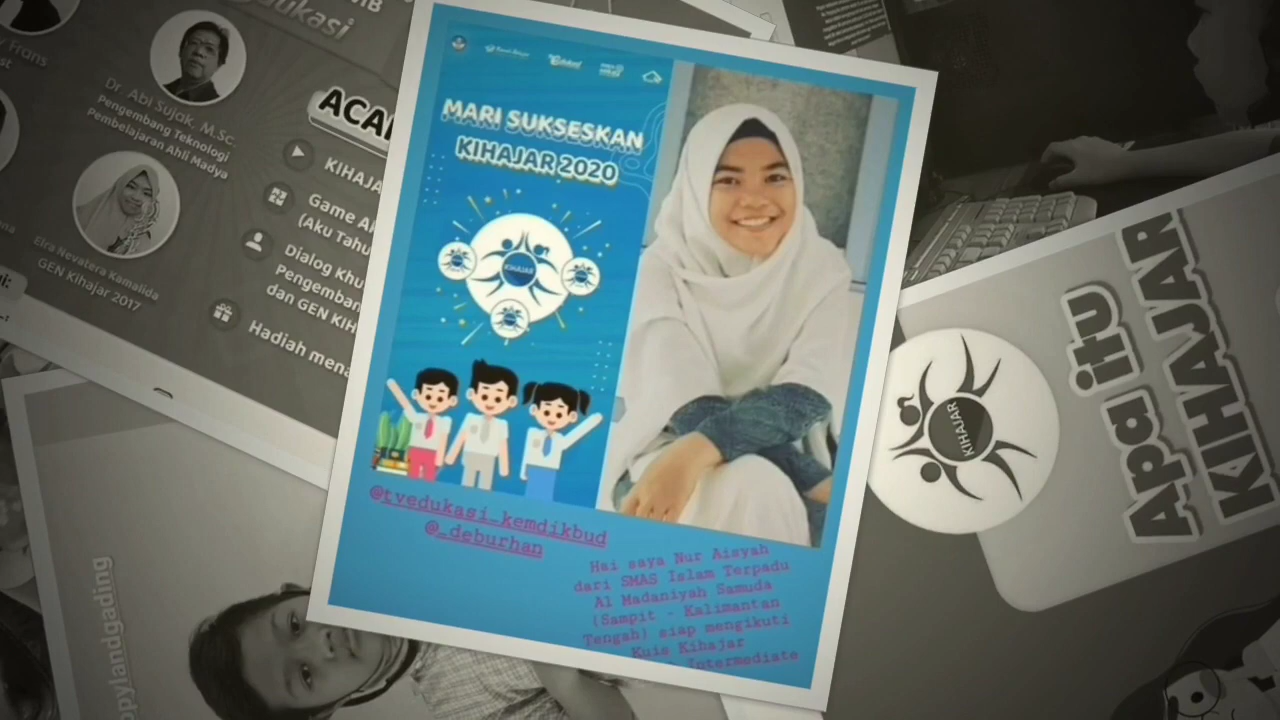 MARI SUKSESKAN
KIHAJAR 2020
KIHAJAR
@tvedukasi_kemdikbud
@_deburhan
Hai saya Nur Aisyah
dari SMAS Islam Terpadu
Al Madaniyah Samuda
(Sampit - Kalimantan
Tengah) siap mengikuti
Kuis Kihajar
Intermediate
Dr. Abi Sujak, M.Sc.
Pengembang Teknologi
Pembelajaran Ahli Madya
Elra Nevatera Kamalida
GEN Kihajar 2017
KIHAJA
Game
(Aku Tahu
Dialog Khu
Pengemban
dan GEN KIH
Hadiah mena
Apa itu
KIHAJAR
KIHAJAR
opylandgading